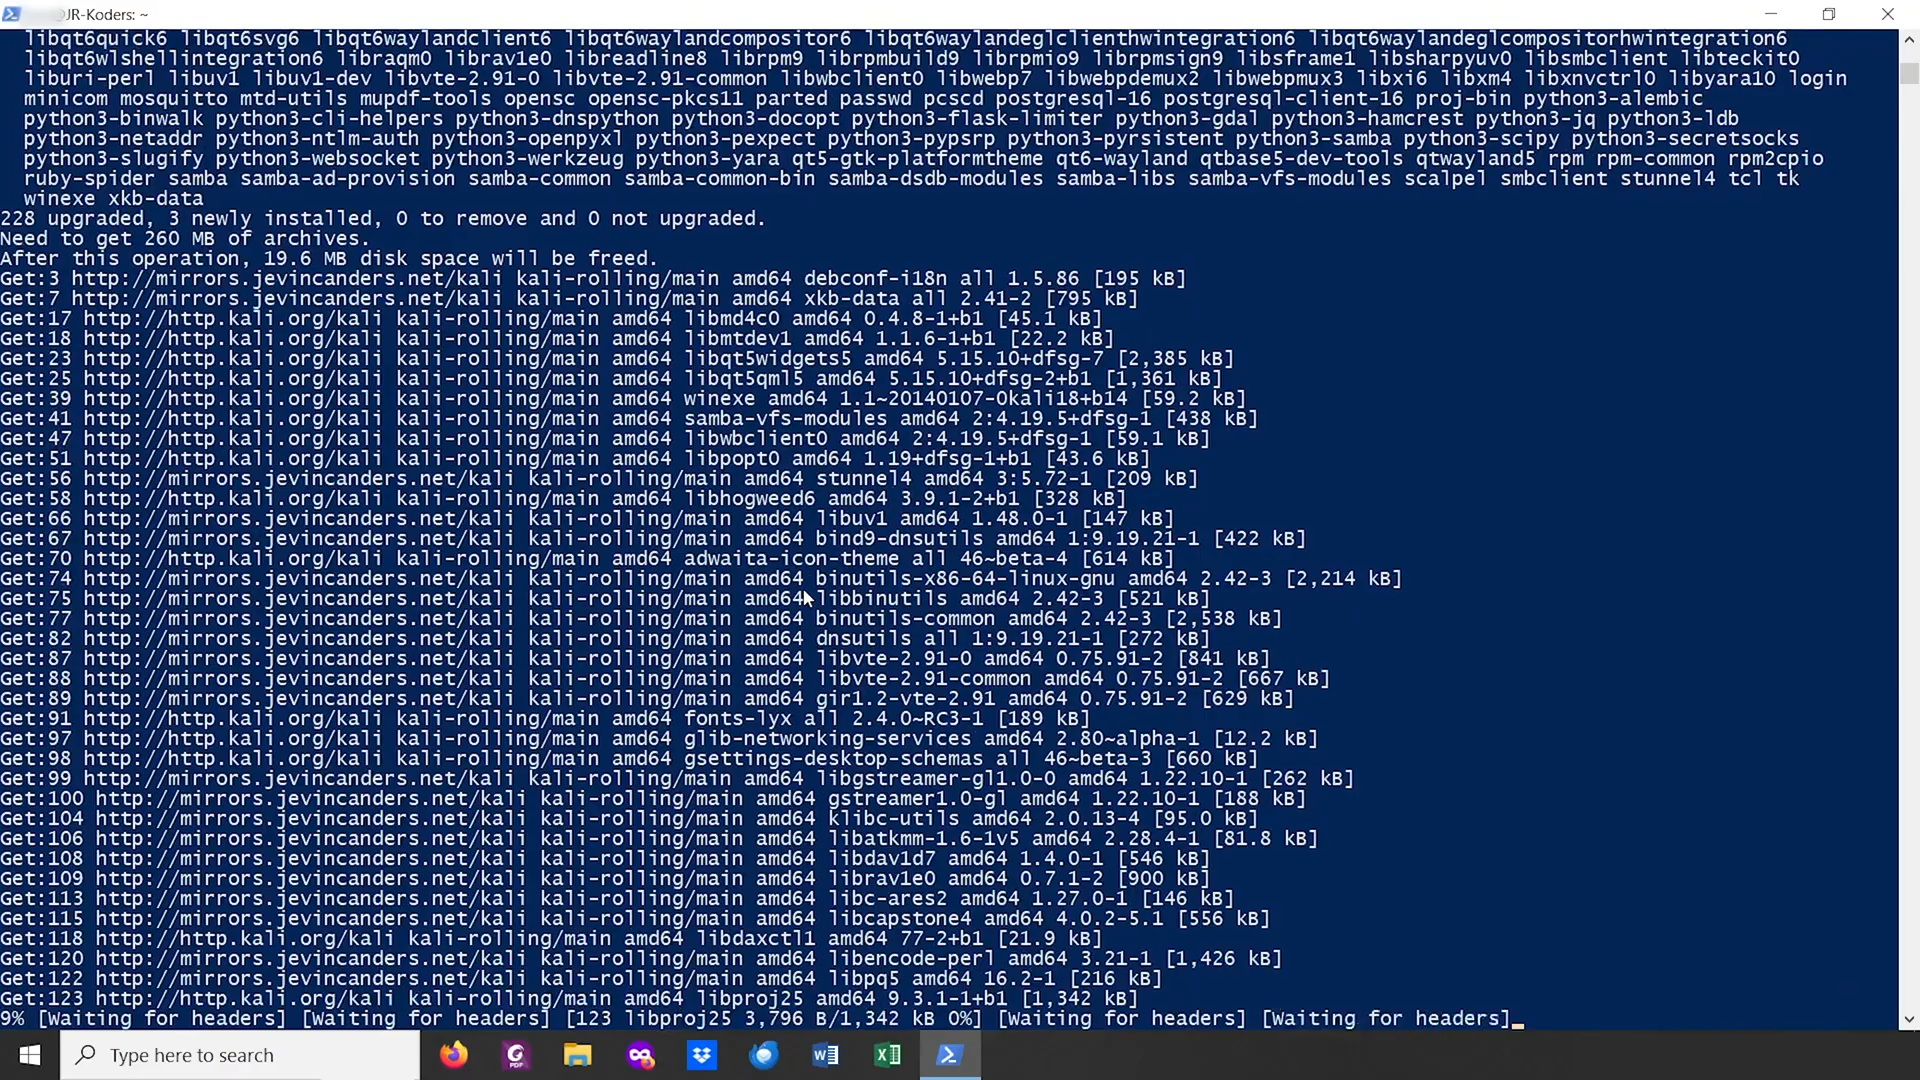 @JR-Koders: ~
libqt6quick6 libqt6svg6 libqt6waylandclient6 libqt6waylandcompositor6 libqt6waylandeglclienthwintegration6 libqt6waylandeglcompositorhwintegration6
libqt6wlshellintegration6 libraqm0 librav1e0 libreadline8 librpm9 librpmbuild9 librpmio9 librpmsign9 libsframe1 libsharpyuv0 libsmbclient libteckit0
liburi-perl libuv1 libuv1-dev libvte-2.91-0 libvte-2.91-common libwbclient0 libwebp7 libwebpdemux2 libwebpmux3 libxi6 libxm4 libxnvctrl0 libyara10 login
minicom mosquitto mtd-utils mupdf-tools opensc opensc-pkcs11 parted passwd pcscd postgresql-16 postgresql-client-16 proj-bin python3-alembic
python3-binwalk python3-cli-helpers python3-dnspython python3-docopt python3-flask-limiter python3-gdal python3-hamcrest python3-jq python3-ldb
python3-netaddr python3-ntlm-auth python3-openpyxl python3-pexpect python3-pypsrp python3-pyrsistent python3-samba python3-scipy python3-secretsocks
python3-slugify python3-websocket python3-werkzeug python3-yara qt5-gtk-platformtheme qt6-wayland qtbase5-dev-tools qtwayland5 rpm rpm-common rpm2cpio
ruby-spider samba samba-ad-provision samba-common samba-common-bin samba-dsdb-modules samba-libs samba-vfs-modules scalpel smbclient stunnel4 tcl tk
winexe xkb-data
228 upgraded, 3 newly installed, 0 to remove and 0 not upgraded.
Need to get 260 MB of archives.
After this operation, 19.6 MB disk space will be freed.
Get:3 http://mirrors.jevincanders.net/kali kali-rolling/main amd64 debconf-i18n all 1.5.86 [195 kB]
Get:7 http://mirrors.jevincanders.net/kali kali-rolling/main amd64 xkb-data all 2.41-2 [795 kB]
Get:17 http://http.kali.org/kali kali-rolling/main amd64 libmd4c0 amd64 0.4.8-1+b1 [45.1 kB]
Get:18 http://http.kali.org/kali kali-rolling/main amd64 libmtdev1 amd64 1.1.6-1+b1 [22.2 kB]
Get:23 http://http.kali.org/kali kali-rolling/main amd64 libqt5widgets5 amd64 5.15.10+dfsg-7 [2,385 kB]
Get:25 http://http.kali.org/kali kali-rolling/main amd64 libqt5qml5 amd64 5.15.10+dfsg-2+b1 [1,361 kB]
Get:39 http://http.kali.org/kali kali-rolling/main amd64 winexe amd64 1.1~20140107-0kali18+b14 [59.2 kB]
Get:41 http://http.kali.org/kali kali-rolling/main amd64 samba-vfs-modules amd64 2:4.19.5+dfsg-1 [438 kB]
Get:47 http://http.kali.org/kali kali-rolling/main amd64 libwbclient0 amd64 2:4.19.5+dfsg-1 [59.1 kB]
Get:51 http://http.kali.org/kali kali-rolling/main amd64 libpopt0 amd64 1.19+dfsg-1+b1 [43.6 kB]
Get:56 http://mirrors.jevincanders.net/kali kali-rolling/main amd64 stunnel4 amd64 3:5.72-1 [209 kB]
Get:58 http://http.kali.org/kali kali-rolling/main amd64 libhogweed6 amd64 3.9.1-2+b1 [328 kB]
Get:66 http://mirrors.jevincanders.net/kali kali-rolling/main amd64 libuv1 amd64 1.48.0-1 [147 kB]
Get:67 http://mirrors.jevincanders.net/kali kali-rolling/main amd64 bind9-dnsutils amd64 1:9.19.21-1 [422 kB]
Get:70 http://http.kali.org/kali kali-rolling/main amd64 adwaita-icon-theme all 46~beta-4 [614 kB]
Get:74 http://mirrors.jevincanders.net/kali kali-rolling/main amd64 binutils-x86-64-linux-gnu amd64 2.42-3 [2,214 kB]
Get:75 http://mirrors.jevincanders.net/kali kali-rolling/main amd64 libbinutils amd64 2.42-3 [521 kB]
Get:77 http://mirrors.jevincanders.net/kali kali-rolling/main amd64 binutils-common amd64 2.42-3 [2,538 kB]
Get:82 http://mirrors.jevincanders.net/kali kali-rolling/main amd64 dnsutils all 1:9.19.21-1 [272 kB]
Get:87 http://mirrors.jevincanders.net/kali kali-rolling/main amd64 libvte-2.91-0 amd64 0.75.91-2 [841 kB]
Get:88 http://mirrors.jevincanders.net/kali kali-rolling/main amd64 libvte-2.91-common amd64 0.75.91-2 [667 kB]
Get:89 http://mirrors.jevincanders.net/kali kali-rolling/main amd64 gir1.2-vte-2.91 amd64 0.75.91-2 [629 kB]
Get:91 http://http.kali.org/kali kali-rolling/main amd64 fonts-lyx all 2.4.0~RC3-1 [189 kB]
Get:97 http://http.kali.org/kali kali-rolling/main amd64 glib-networking-services amd64 2.80~alpha-1 [12.2 kB]
Get:98 http://http.kali.org/kali kali-rolling/main amd64 gsettings-desktop-schemas all 46~beta-3 [660 kB]
Get:99 http://mirrors.jevincanders.net/kali kali-rolling/main amd64 libgstreamer-gl1.0-0 amd64 1.22.10-1 [262 kB]
Get:100 http://mirrors.jevincanders.net/kali kali-rolling/main amd64 gstreamer1.0-gl amd64 1.22.10-1 [188 kB]
Get:104 http://mirrors.jevincanders.net/kali kali-rolling/main amd64 klibc-utils amd64 2.0.13-4 [95.0 kB]
Get:106 http://mirrors.jevincanders.net/kali kali-rolling/main amd64 libatkmm-1.6-1v5 amd64 2.28.4-1 [81.8 kB]
Get:108 http://mirrors.jevincanders.net/kali kali-rolling/main amd64 libdav1d7 amd64 1.4.0-1 [546 kB]
Get:109 http://mirrors.jevincanders.net/kali kali-rolling/main amd64 librav1e0 amd64 0.7.1-2 [900 kB]
Get:113 http://mirrors.jevincanders.net/kali kali-rolling/main amd64 libc-ares2 amd64 1.27.0-1 [146 kB]
Get:115 http://mirrors.jevincanders.net/kali kali-rolling/main amd64 libcapstone4 amd64 4.0.2-5.1 [556 kB]
Get:118 http://http.kali.org/kali kali-rolling/main amd64 libdaxctl1 amd64 77-2+b1 [21.9 kB]
Get:120 http://mirrors.jevincanders.net/kali kali-rolling/main amd64 libencode-perl amd64 3.21-1 [1,426 kB]
Get:122 http://mirrors.jevincanders.net/kali kali-rolling/main amd64 libpq5 amd64 16.2-1 [216 kB]
Get:123 http://http.kali.org/kali kali-rolling/main amd64 libproj25 amd64 9.3.1-1+b1 [1,342 kB]
9% [Waiting for headers] [Waiting for headers] [123 libproj25 3,796 B/1,342 kB 0%] [Waiting for headers] [Waiting for headers]
Type here to search